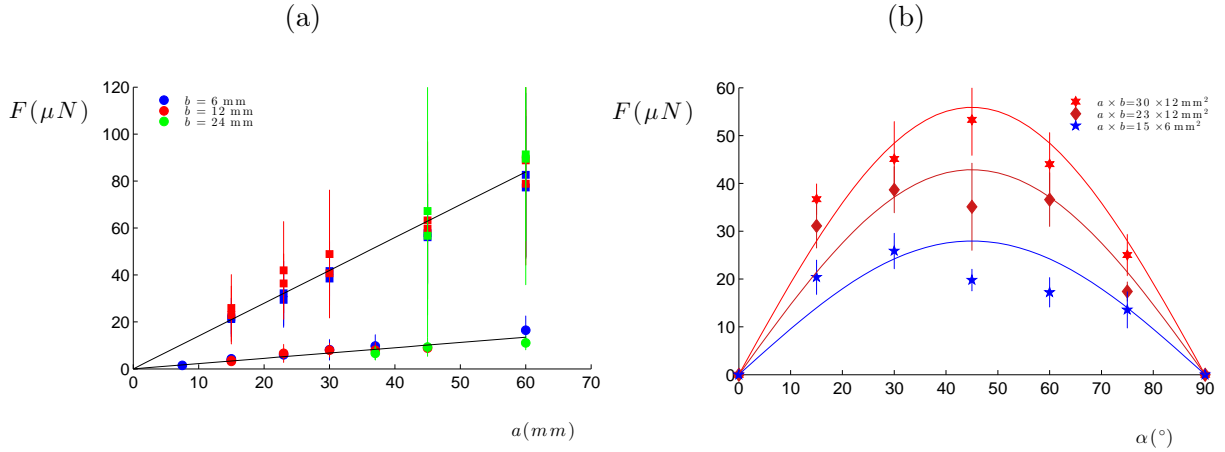 (a)
F(μN)
120
100
80
60
40
20
0
b = 6 mm
b = 12 mm
b = 24 mm
0 10 20 30 40 50 60 70
a(mm)
(b)
F(μN)
60
50
40
30
20
10
0
a × b=30 ×12 mm²
a × b=23 ×12 mm²
a × b=15 ×6 mm²
0 10 20 30 40 50 60 70 80 90
α(°)